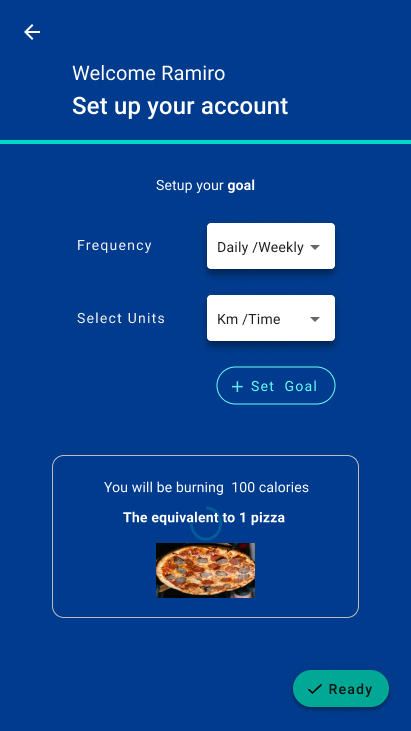 Welcome Ramiro
Set up your account
Setup your goal
Frequency
Daily /Weekly
Select Units
Km /Time
+ Set Goal
You will be burning 100 calories
The equivalent to 1 pizza
Ready